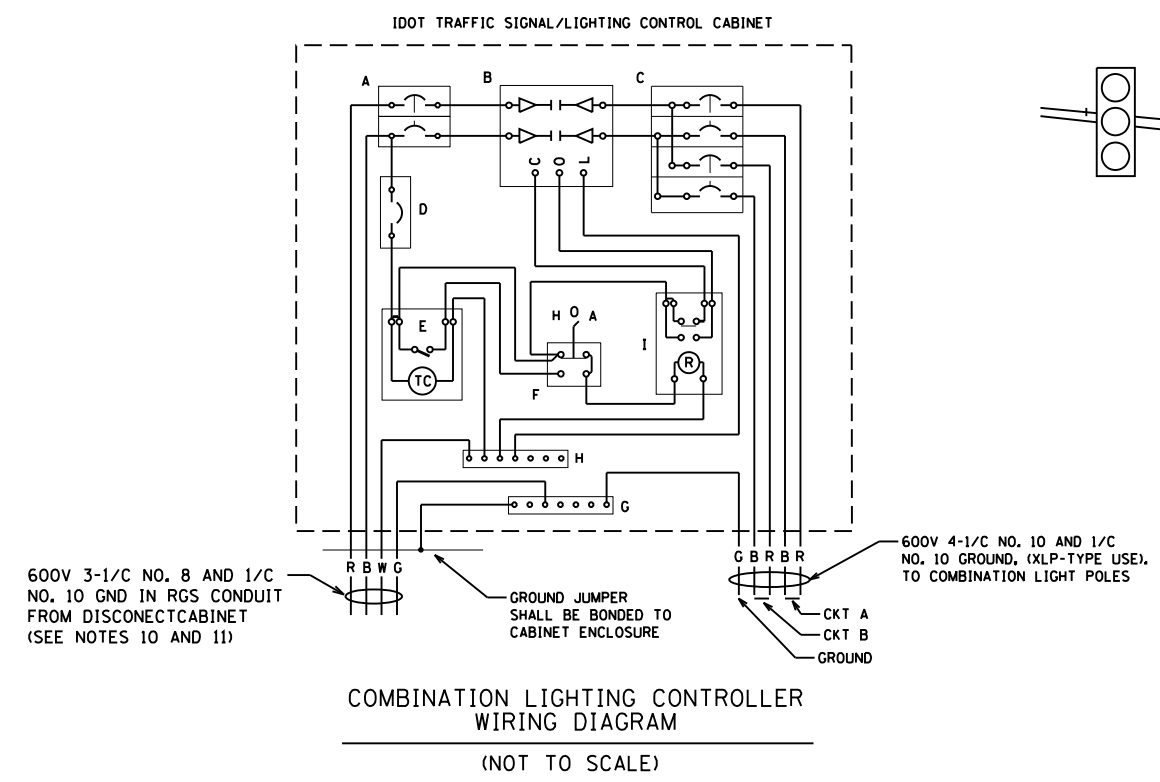 IDOT TRAFFIC SIGNAL/LIGHTING CONTROL CABINET
A
B
C
C O L
D
E
H O A
I
R
TC
F
H
G
R B W G
G B R B R
600V 3-1/C NO. 8 AND 1/C
NO. 10 GND IN RGS CONDUIT
FROM DISCONECTCABINET
(SEE NOTES 10 AND 11)
GROUND JUMPER
SHALL BE BONDED TO
CABINET ENCLOSURE
600V 4-1/C NO. 10 AND 1/C
NO. 10 GROUND, (XLP-TYPE USE).
TO COMBINATION LIGHT POLES
CKT A
CKT B
GROUND
COMBINATION LIGHTING CONTROLLER
WIRING DIAGRAM
(NOT TO SCALE)